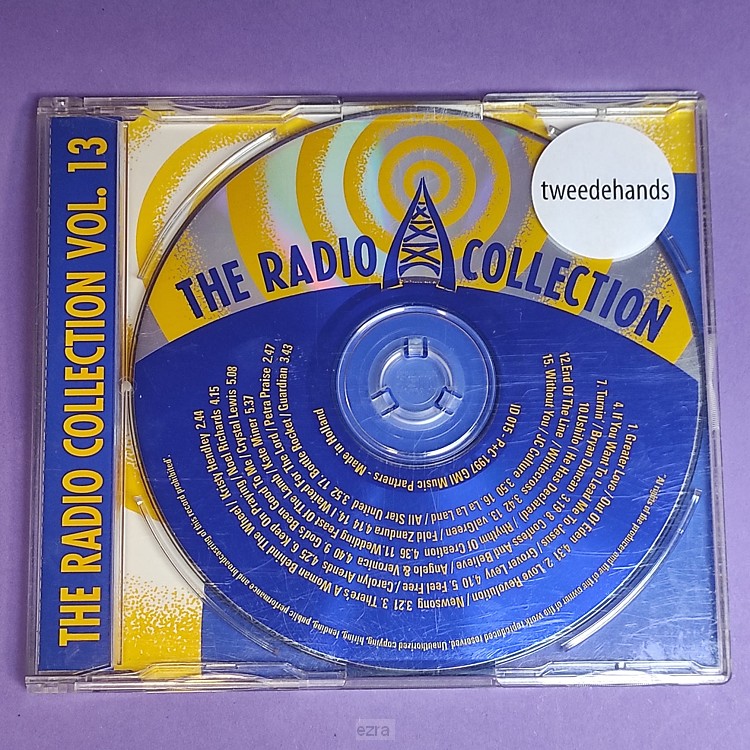 THE RADIO COLLECTION VOL. 13
tweedehands
THE RADIO COLLECTION
1. Greater Love / Out Of Eden 4.31 2. Love Revolution / Newsong 3.21 3. There's A Woman Behind The Wheel / Kristy Hendley 2.44
4. If You Want To Lead Me To Jesus / Grover Levy 4.10 5. Feel Free / Carolyn Arends 4.25 6. Keep On Praying / Nigel Richards 4.15
7. Turnin' / Bryan Duncan 3.19 8. Confess And Believe / Angelo & Veronica 4.40 9. God's Been Good To Me / Crystal Lewis 5.08
(He Has Declared) / Rhythm Of Creation 4.36 11. Wedding Feast Of The Lamb / Kate Miner 5.37
12.End Of The Line / Whitecross 3.42 13 / Fold Zandura 4.14 14. I Waited For The Lord / Petra Praise 2.47
15. Without You / JC Culture 3.50 16. La La Land / All Star United 3.52 17 Bottle Rocket / Guardian 3.43
ID 015 - P+C 1997 GMI Music Partners - Made in Holland
"All rights of the producer and the of the owner of the work reproduced reserved. Unauthorized copying, hiring, lending, public performance and broadcasting of this record prohibited".
ezra